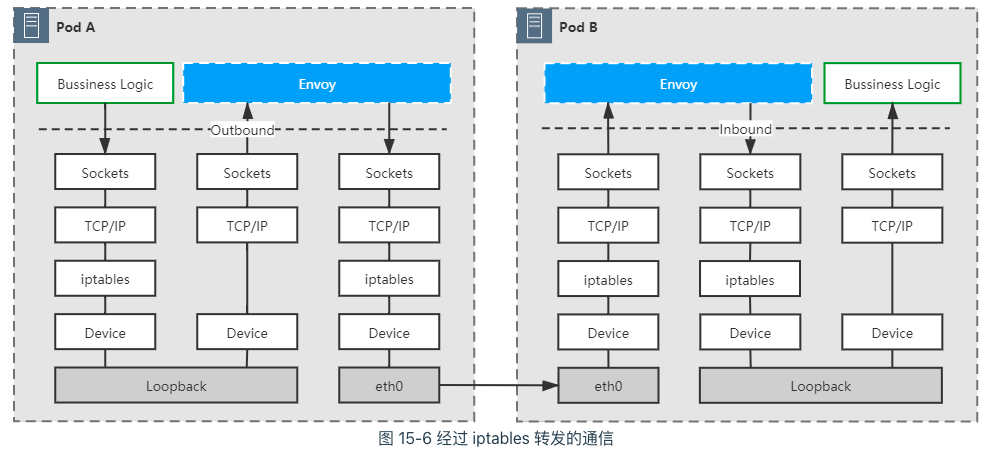 Pod A
Pod B
Bussiness Logic
Envoy
Envoy
Bussiness Logic
Outbound
Inbound
Sockets
Sockets
Sockets
Sockets
Sockets
Sockets
TCP/IP
TCP/IP
TCP/IP
TCP/IP
TCP/IP
TCP/IP
iptables
iptables
iptables
iptables
Device
Device
Device
Device
Device
Device
Loopback
eth0
eth0
Loopback
图 15-6 经过 iptables 转发的通信